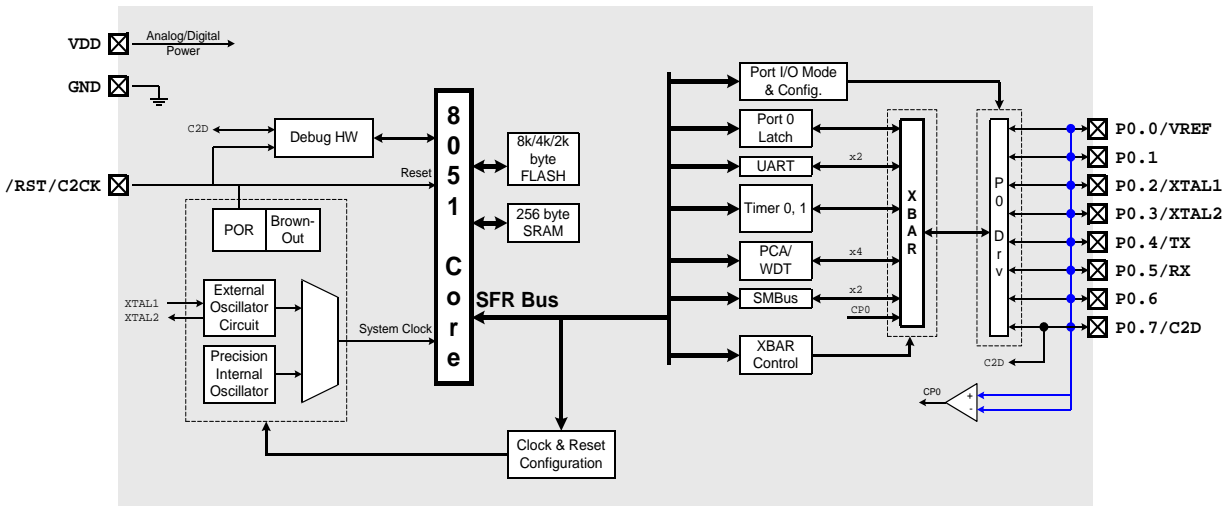 VDD
Analog/Digital
Power
GND
C2D
Debug HW
/RST/C2CK
Reset
POR
Brown-
Out
XTAL1
XTAL2
External
Oscillator
Circuit
Precision
Internal
Oscillator
System Clock
8
0
5
1
C
o
r
e
8k/4k/2k
byte
FLASH
256 byte
SRAM
SFR Bus
Clock & Reset
Configuration
Port I/O Mode
& Config.
Port 0
Latch
UART
x2
Timer 0, 1
PCA/
WDT
x4
SMBus
x2
CP0
XBAR
Control
X
B
A
R
P
0
D
r
v
C2D
CP0
+
-
P0.0/VREF
P0.1
P0.2/XTAL1
P0.3/XTAL2
P0.4/TX
P0.5/RX
P0.6
P0.7/C2D